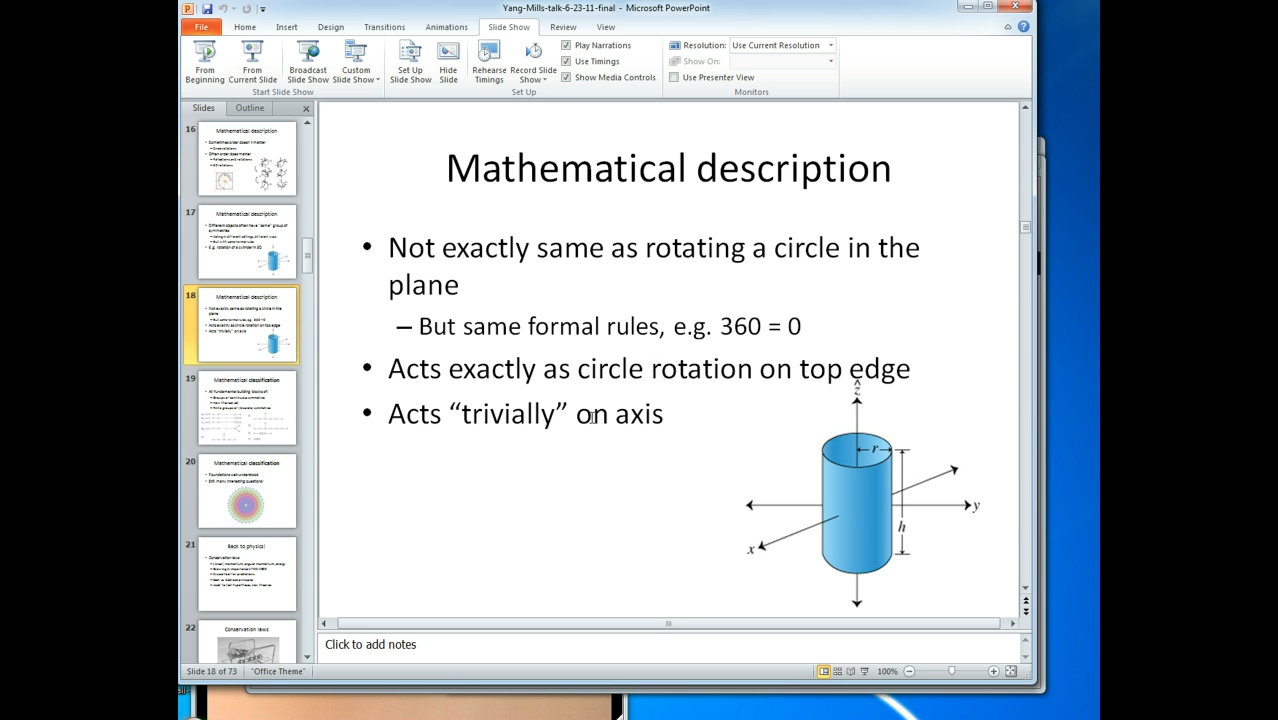 Yang-Mills-talk-6-23-11-final - Microsoft PowerPoint
File Home Insert Design Transitions Animations Slide Show Review View
From Beginning
From Current Slide
Broadcast Slide Show
Custom Slide Show
Start Slide Show
Set Up Slide Show
Hide Slide
Rehearse Timings
Record Slide Show
Play Narrations
Use Timings
Show Media Controls
Set Up
Resolution: Use Current Resolution
Show On:
Use Presenter View
Monitors
Slides Outline
16
Mathematical description
17
Mathematical description
18
Mathematical description
19
Mathematical classification
20
Mathematical classification
21
Back to physics!
22
Conservation laws
Mathematical description
• Not exactly same as rotating a circle in the
plane
– But same formal rules, e.g. 360 = 0
• Acts exactly as circle rotation on top edge
• Acts “trivially” on axis
z
r
y
h
x
Click to add notes
Slide 18 of 73 "Office Theme" 100%